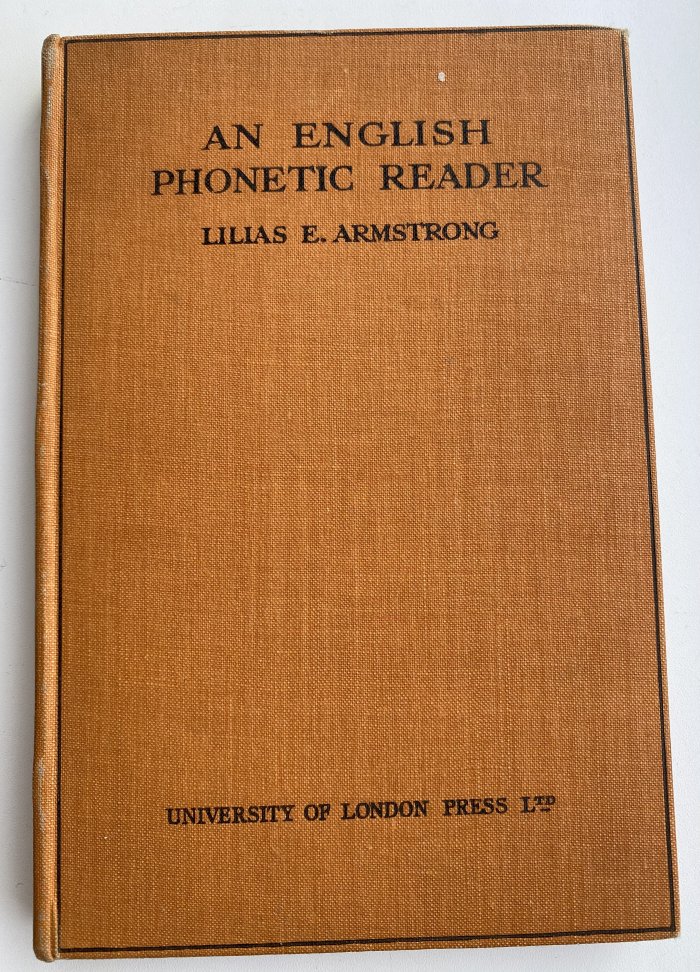 AN ENGLISH
PHONETIC READER
LILIAS E. ARMSTRONG
UNIVERSITY OF LONDON PRESS LTD